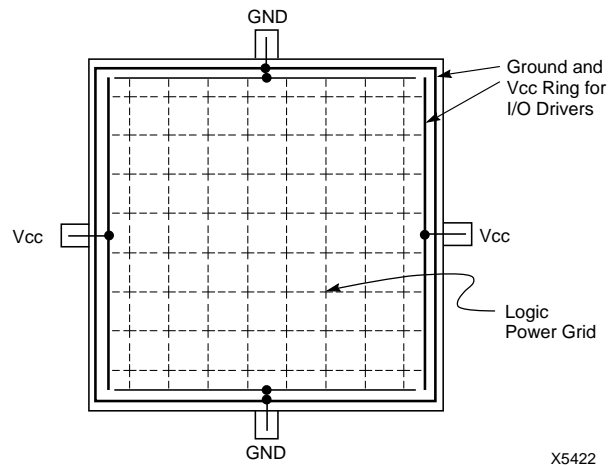 GND
Ground and
Vcc Ring for
I/O Drivers
Vcc
Vcc
Logic
Power Grid
GND
X5422